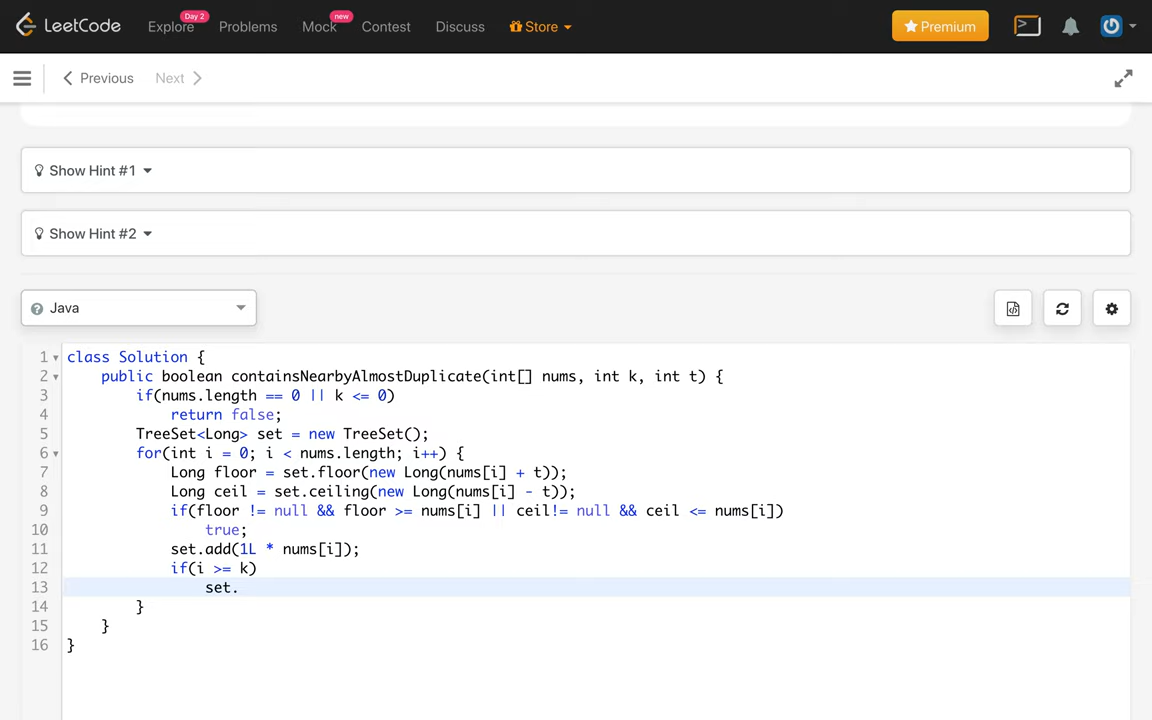 LeetCode
Explore
Day 2
Problems
Mock
new
Contest
Discuss
Store
Premium
Previous
Next
Show Hint #1
Show Hint #2
Java
1 class Solution {
2 public boolean containsNearbyAlmostDuplicate(int[] nums, int k, int t) {
3 if(nums.length == 0 || k <= 0)
4 return false;
5 TreeSet<Long> set = new TreeSet();
6 for(int i = 0; i < nums.length; i++) {
7 Long floor = set.floor(new Long(nums[i] + t));
8 Long ceil = set.ceiling(new Long(nums[i] - t));
9 if(floor != null && floor >= nums[i] || ceil!= null && ceil <= nums[i])
10 true;
11 set.add(1L * nums[i]);
12 if(i >= k)
13 set.
14 }
15 }
16 }